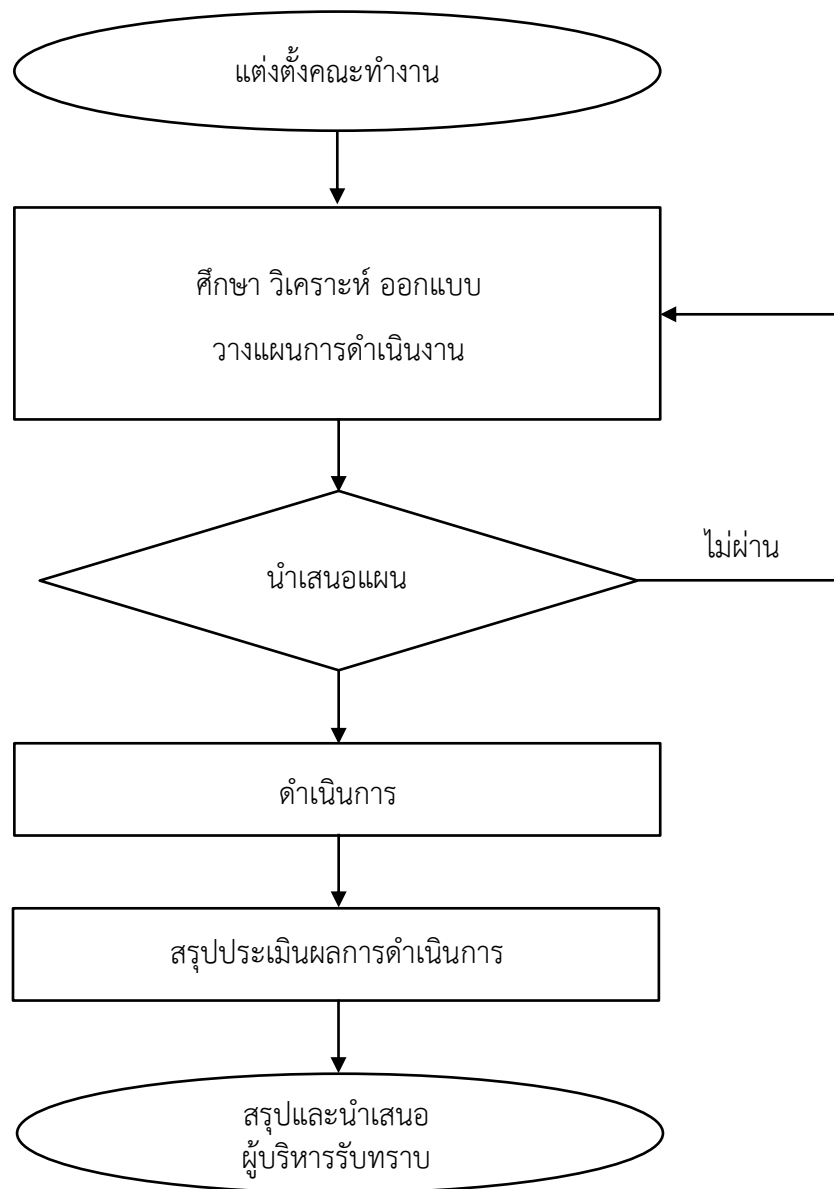 แต่งตั้งคณะทำงาน
ศึกษา วิเคราะห์ ออกแบบ
วางแผนการดำเนินงาน
นำเสนอแผน
ไม่ผ่าน
ดำเนินการ
สรุปประเมินผลการดำเนินการ
สรุปและนำเสนอ
ผู้บริหารรับทราบ